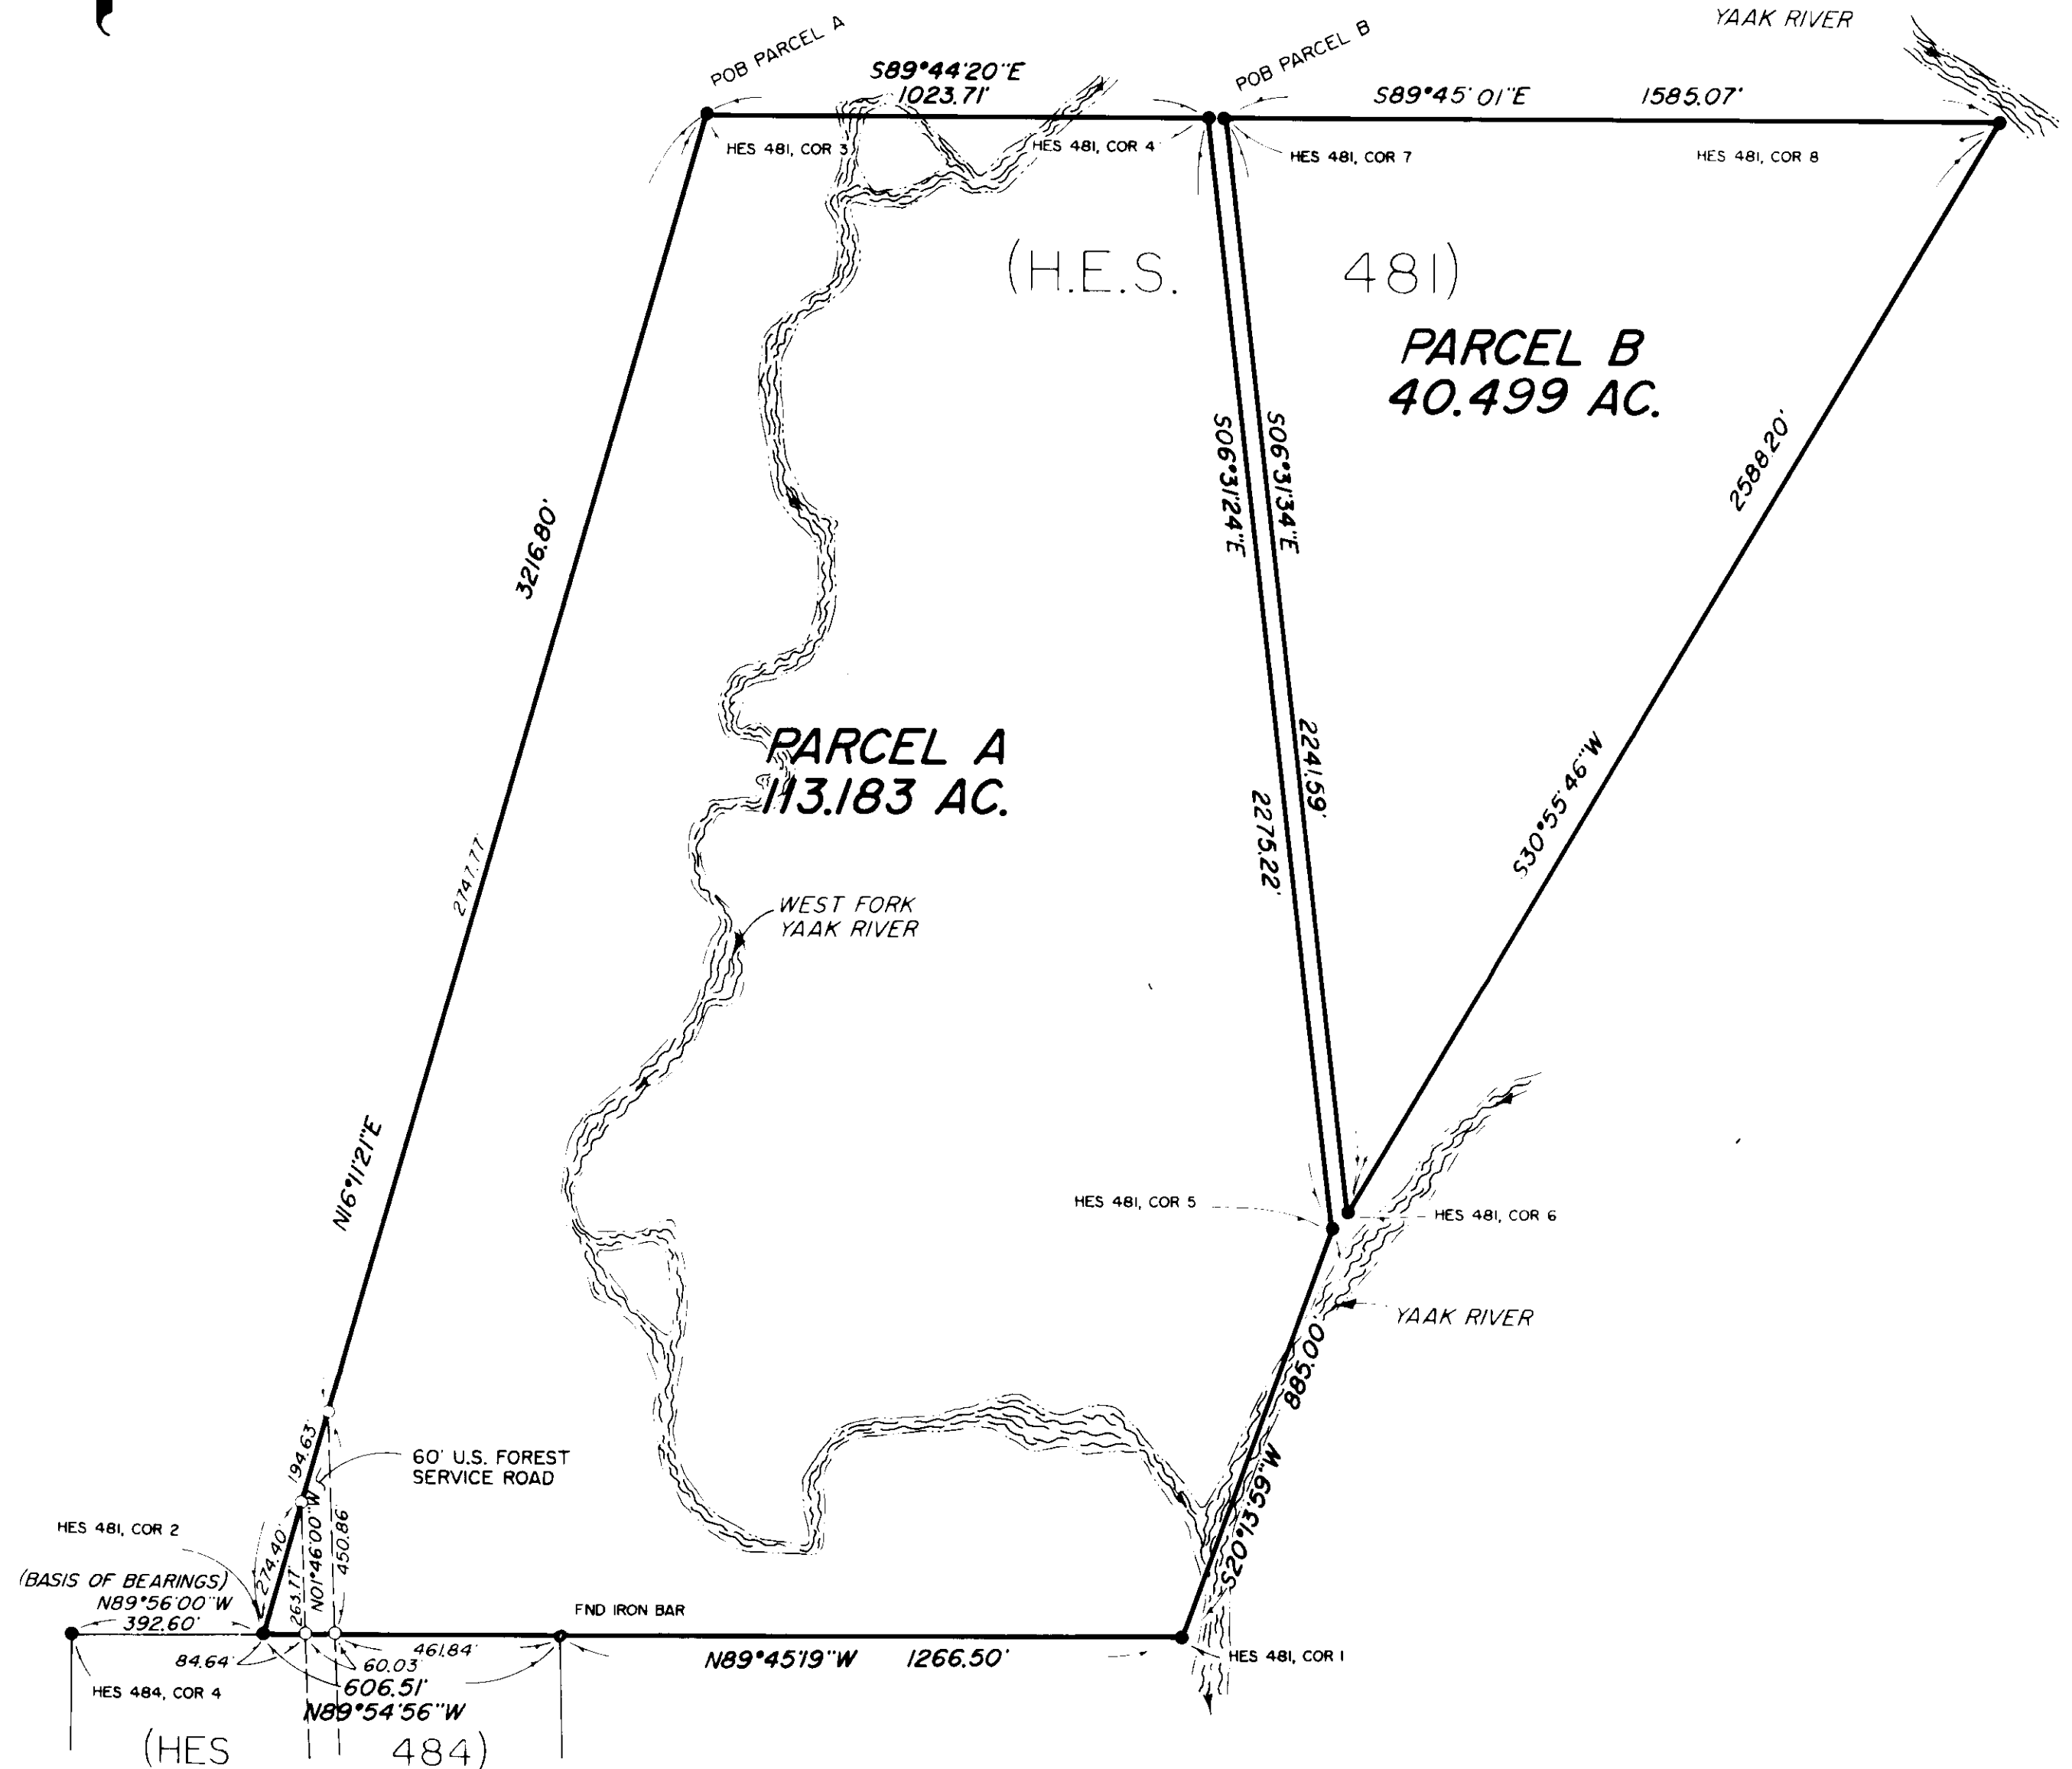 YAAK RIVER
POB PARCEL A
POB PARCEL B
S89°44'20"E
1023.71'
S89°45'01"E 1585.07'
HES 481, COR 3
HES 481, COR 4
HES 481, COR 7
HES 481, COR 8
(H.E.S. 481)
PARCEL B
40.499 AC.
S06°31'24"E
S06°31'34"E
2588.20'
3216.80'
PARCEL A
113.183 AC.
2241.59'
2275.22'
S30°55'46"W
2747.77
WEST FORK
YAAK RIVER
N16°11'21"E
HES 481, COR 5
HES 481, COR 6
YAAK RIVER
885.00'
S20°13'59"W
194.63
60' U.S. FOREST
SERVICE ROAD
HES 481, COR 2
274.40'
263.77
N01°46'00"W
450.86
(BASIS OF BEARINGS)
N89°56'00"W
392.60'
FND IRON BAR
84.64'
60.03'
461.84'
N89°45'19"W 1266.50'
HES 481, COR 1
606.51'
N89°54'56"W
HES 484, COR 4
(HES 484)